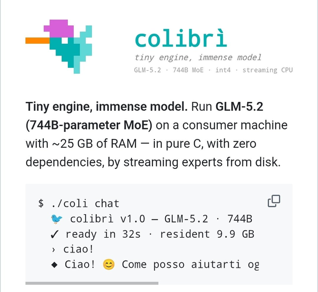 colibrì
tiny engine, immense model
GLM-5.2 · 744B MoE · int4 · streaming CPU
Tiny engine, immense model. Run GLM-5.2
(744B-parameter MoE) on a consumer machine
with ~25 GB of RAM — in pure C, with zero
dependencies, by streaming experts from disk.
$ ./coli chat
🐦 colibrì v1.0 — GLM-5.2 · 744B
✓ ready in 32s · resident 9.9 GB
› ciao!
◆ Ciao! 😊 Come posso aiutarti og